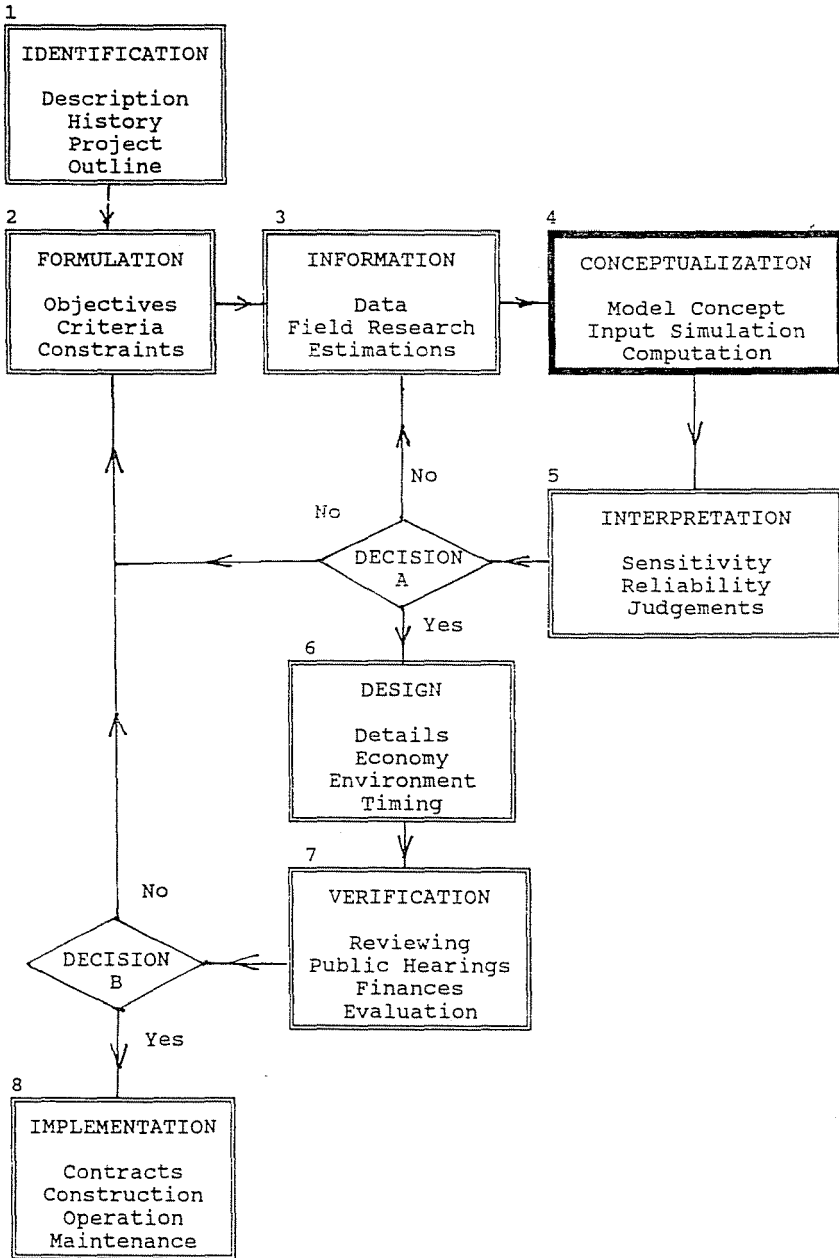 1
IDENTIFICATION
Description
History
Project
Outline
2
FORMULATION
Objectives
Criteria
Constraints
3
INFORMATION
Data
Field Research
Estimations
4
CONCEPTUALIZATION
Model Concept
Input Simulation
Computation
No
No
5
INTERPRETATION
Sensitivity
Reliability
Judgements
DECISION
A
Yes
6
DESIGN
Details
Economy
Environment
Timing
7
VERIFICATION
Reviewing
Public Hearings
Finances
Evaluation
No
DECISION
B
Yes
8
IMPLEMENTATION
Contracts
Construction
Operation
Maintenance